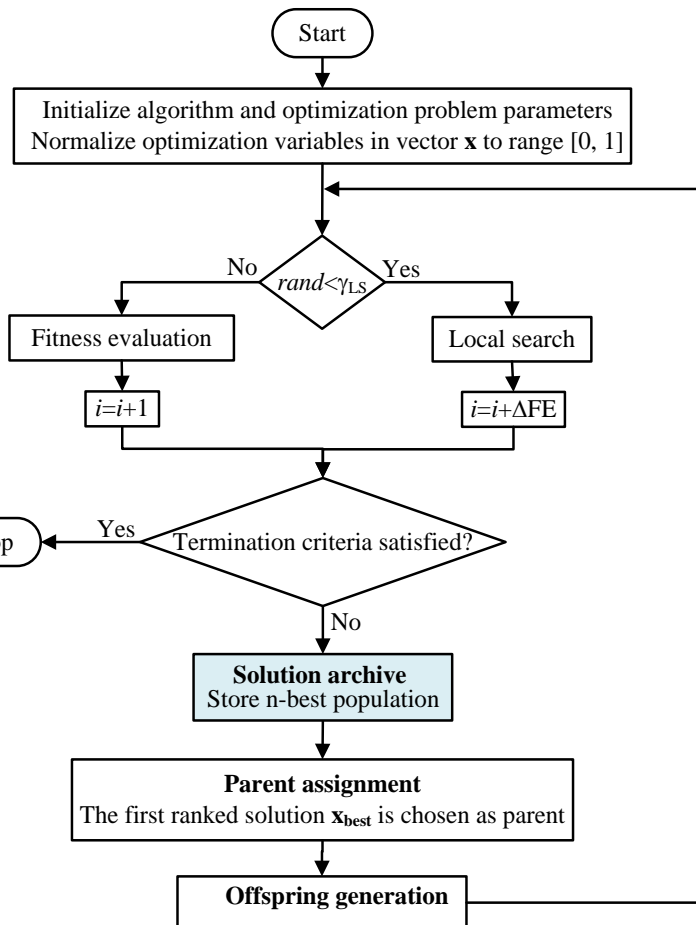 Start
Initialize algorithm and optimization problem parameters
Normalize optimization variables in vector x to range [0, 1]
No
rand<γLS
Yes
Fitness evaluation
Local search
i=i+1
i=i+ΔFE
Yes
Termination criteria satisfied?
No
Solution archive
Store n-best population
Parent assignment
The first ranked solution xbest is chosen as parent
Offspring generation